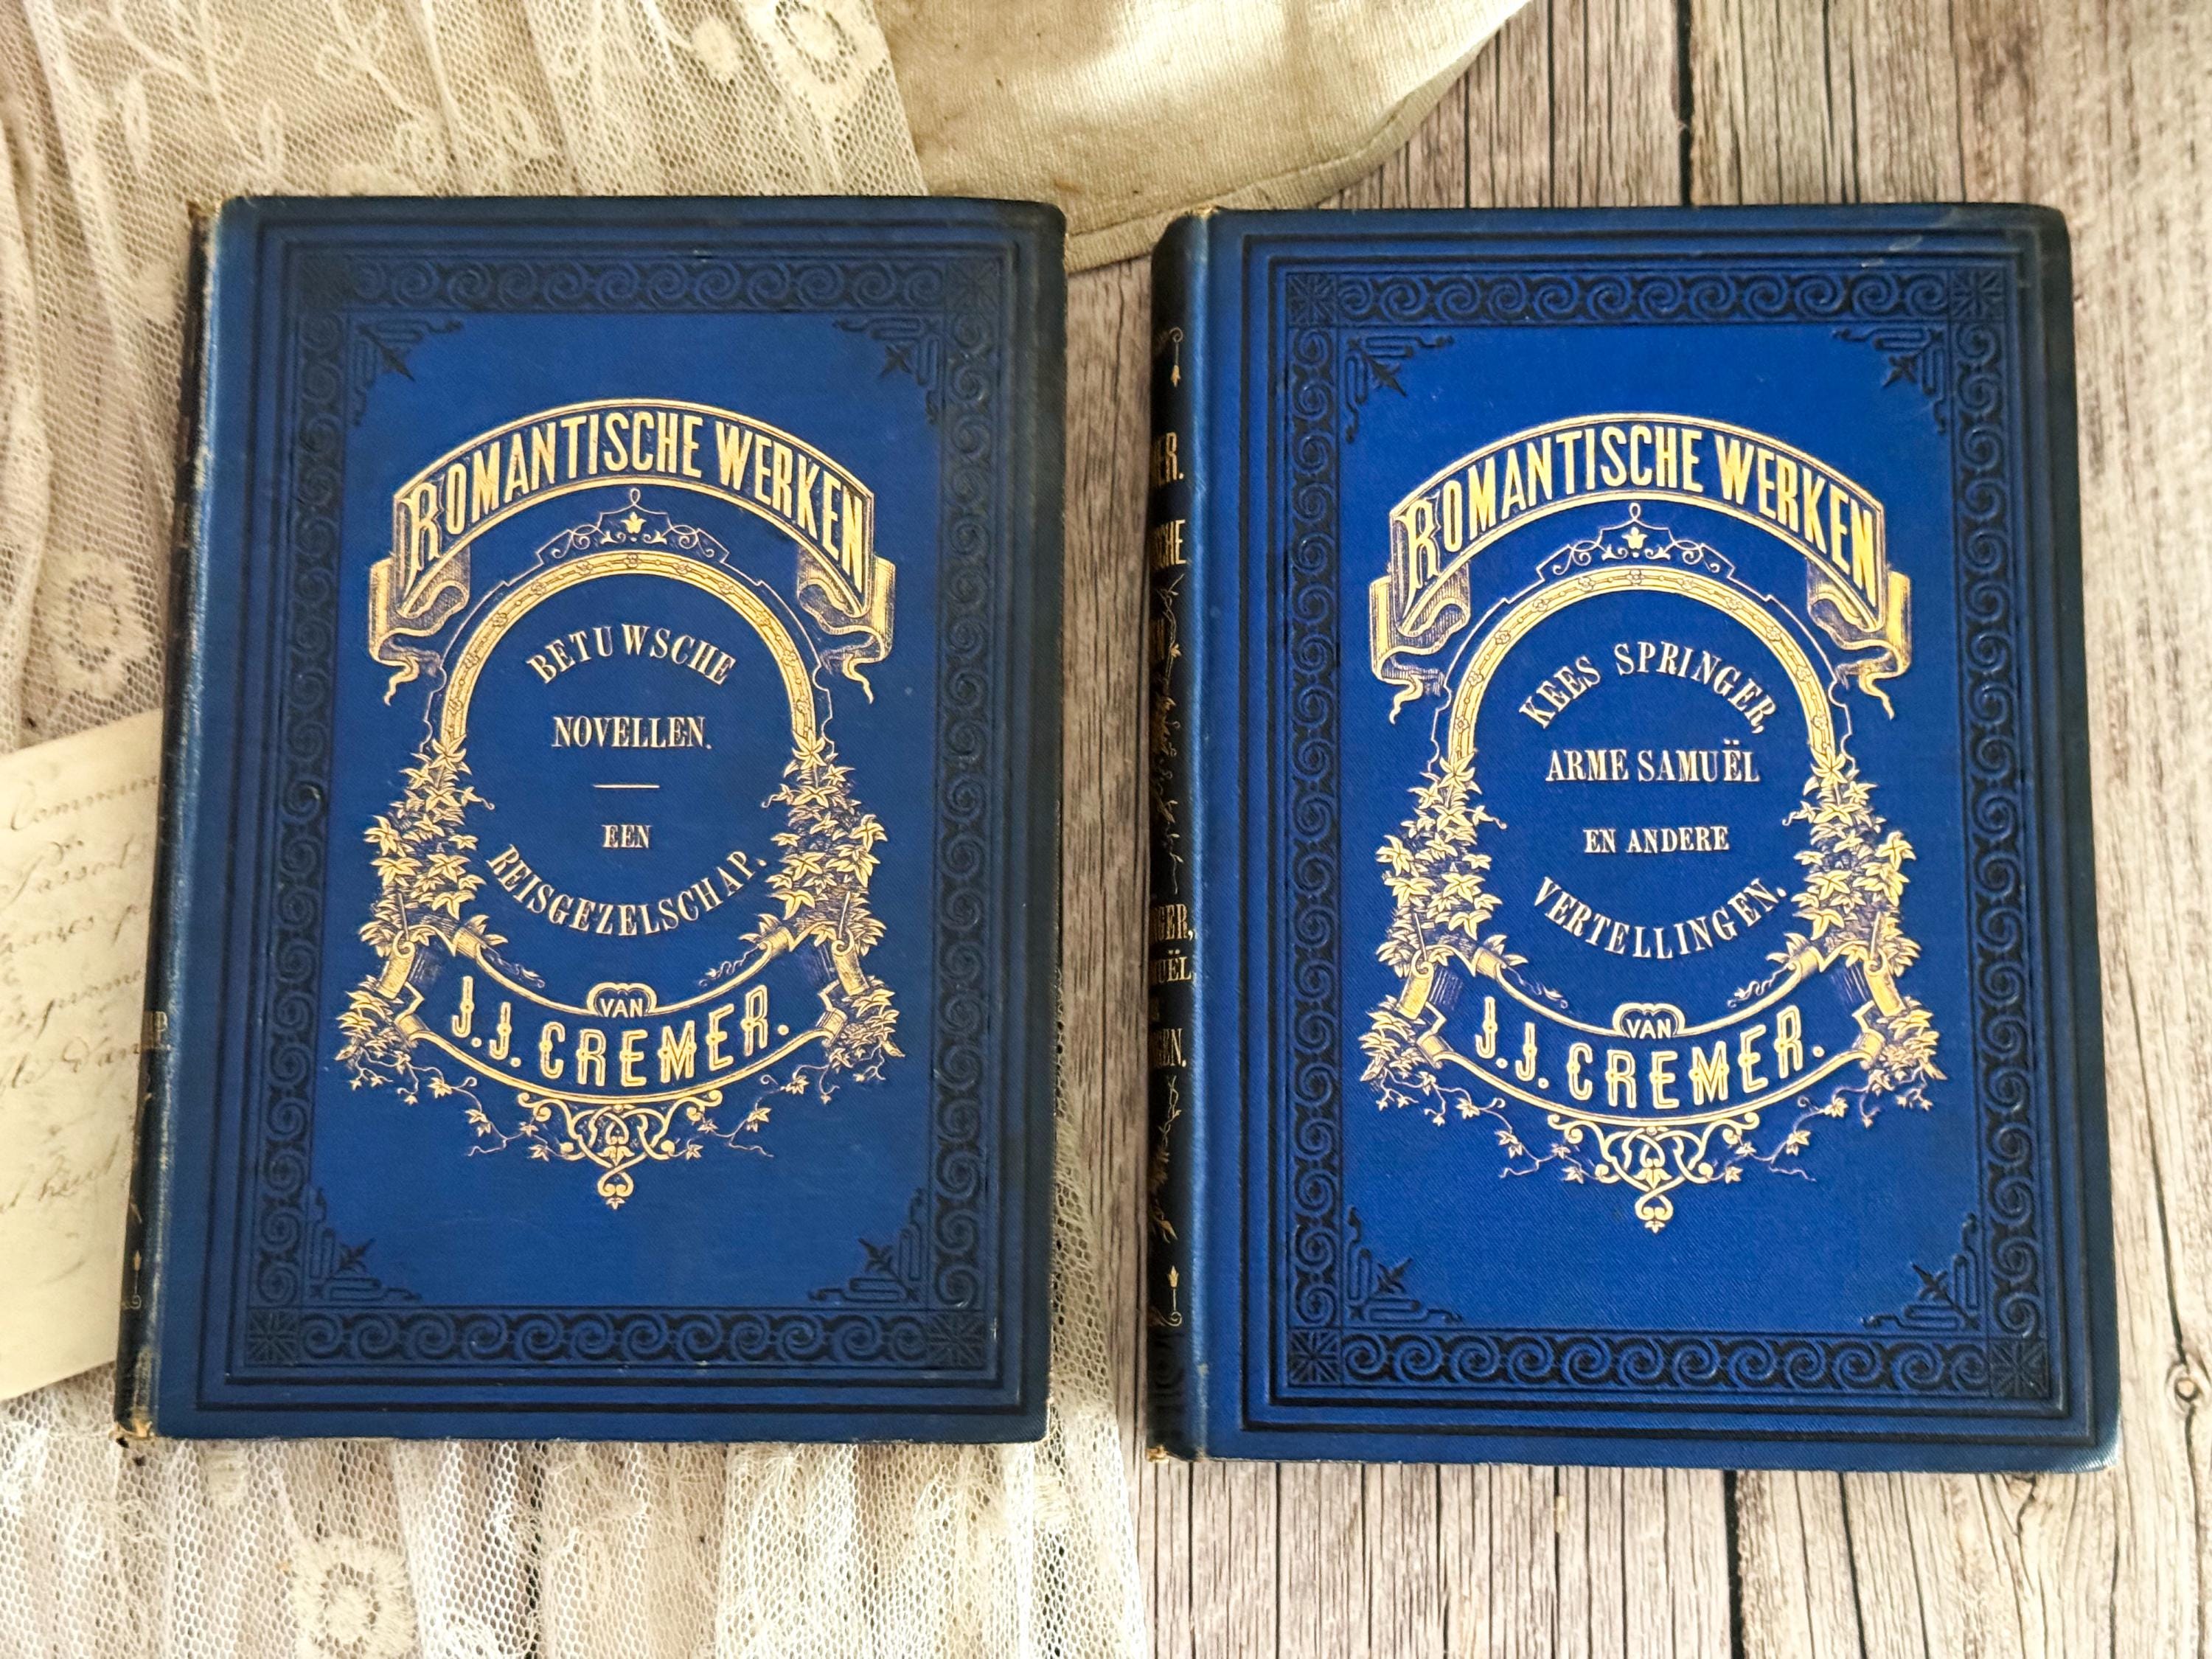 ROMANTISCHE WERKEN
BETUWSCHE
NOVELLEN.
EEN
REISGEZELSCHAP.
VAN
J.J. CREMER.
ROMANTISCHE WERKEN
KEES SPRINGER,
ARME SAMUËL
EN ANDERE
VERTELLINGEN.
VAN
J.J. CREMER.